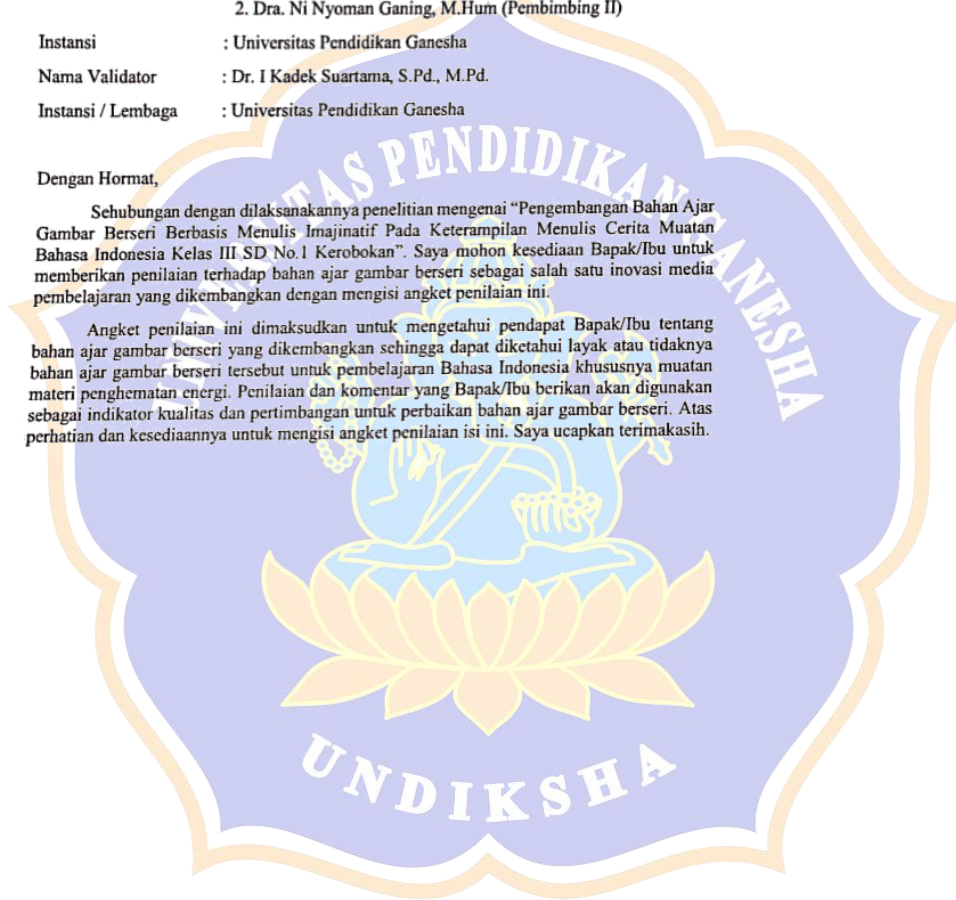 2. Dra. Ni Nyoman Ganing, M.Hum (Pembimbing II)
Instansi : Universitas Pendidikan Ganesha
Nama Validator : Dr. I Kadek Suartama, S.Pd., M.Pd.
Instansi / Lembaga : Universitas Pendidikan Ganesha
Dengan Hormat,
Sehubungan dengan dilaksanakannya penelitian mengenai “Pengembangan Bahan Ajar
Gambar Berseri Berbasis Menulis Imajinatif Pada Keterampilan Menulis Cerita Muatan
Bahasa Indonesia Kelas III SD No.1 Kerobokan”. Saya mohon kesediaan Bapak/Ibu untuk
memberikan penilaian terhadap bahan ajar gambar berseri sebagai salah satu inovasi media
pembelajaran yang dikembangkan dengan mengisi angket penilaian ini.
Angket penilaian ini dimaksudkan untuk mengetahui pendapat Bapak/Ibu tentang
bahan ajar gambar berseri yang dikembangkan sehingga dapat diketahui layak atau tidaknya
bahan ajar gambar berseri tersebut untuk pembelajaran Bahasa Indonesia khususnya muatan
materi penghematan energi. Penilaian dan komentar yang Bapak/Ibu berikan akan digunakan
sebagai indikator kualitas dan pertimbangan untuk perbaikan bahan ajar gambar berseri. Atas
perhatian dan kesediaannya untuk mengisi angket penilaian isi ini. Saya ucapkan terimakasih.
UNIVERSITAS PENDIDIKAN GANESHA
UNDIKSHA